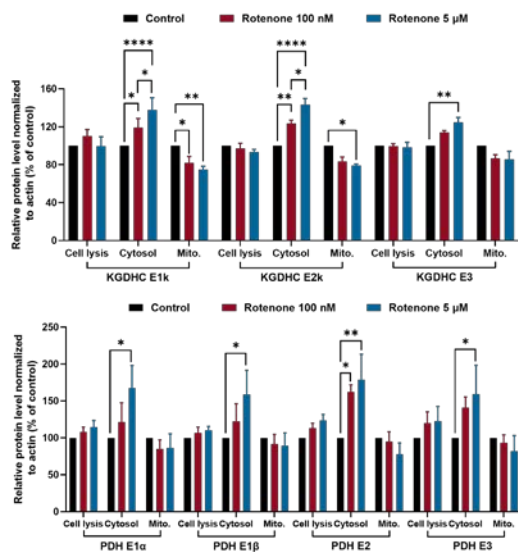 Control Rotenone 100 nM Rotenone 5 µM
Relative protein level normalized
to actin (% of control)
160
120
80
40
0
**** * * ** *
**** ** * *
**
Cell lysis Cytosol Mito. Cell lysis Cytosol Mito. Cell lysis Cytosol Mito.
KGDHC E1k KGDHC E2k KGDHC E3
Control Rotenone 100 nM Rotenone 5 µM
Relative protein level normalized
to actin (% of control)
250
200
150
100
50
0
* * ** * *
Cell lysis Cytosol Mito. Cell lysis Cytosol Mito. Cell lysis Cytosol Mito. Cell lysis Cytosol Mito.
PDH E1α PDH E1β PDH E2 PDH E3